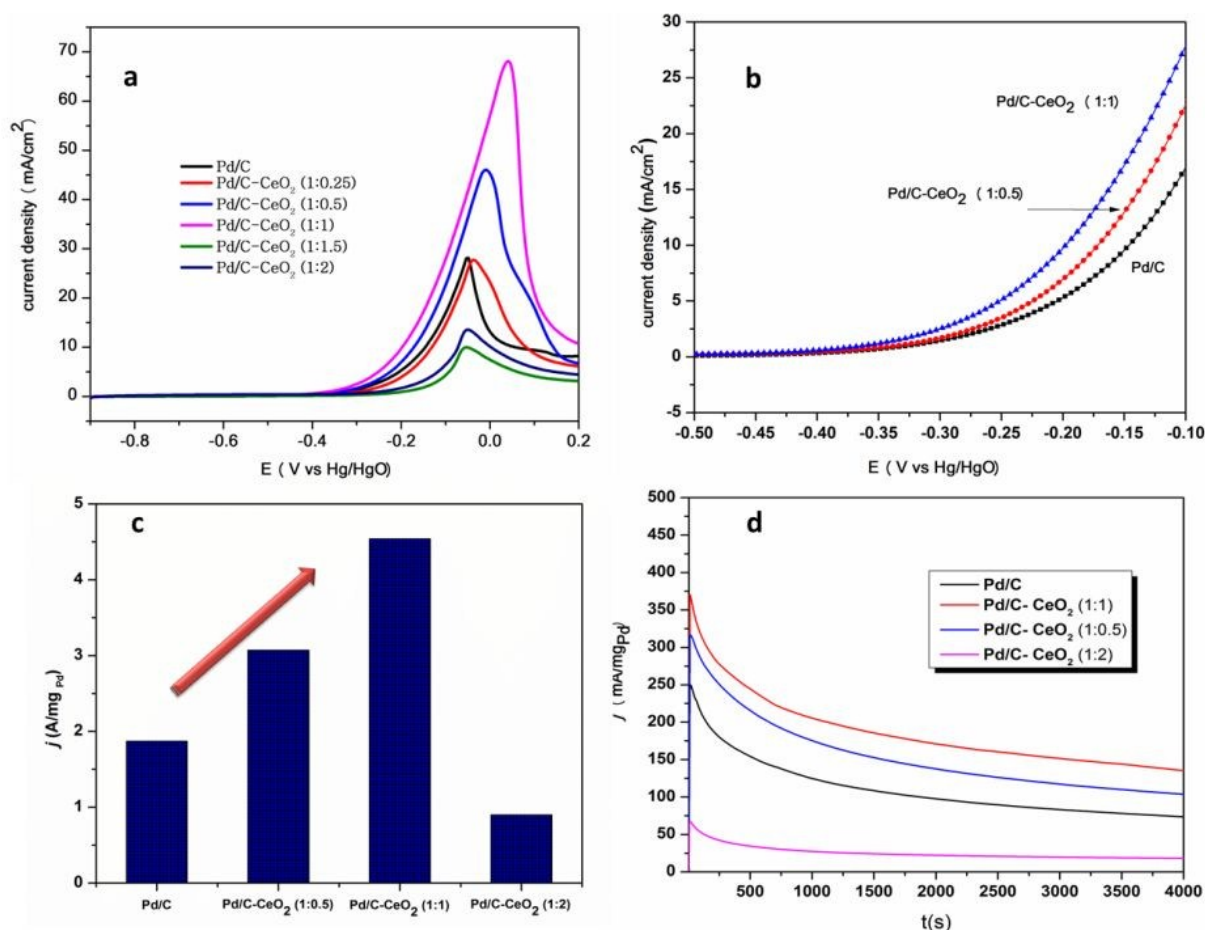 a
current density ( mA/cm2)
70
60
50
40
30
20
10
0
Pd/C
Pd/C-CeO2 (1:0.25)
Pd/C-CeO2 (1:0.5)
Pd/C-CeO2 (1:1)
Pd/C-CeO2 (1:1.5)
Pd/C-CeO2 (1:2)
-0.8 -0.6 -0.4 -0.2 0.0 0.2
E ( V vs Hg/HgO)
b
current density (mA/cm2)
30
25
20
15
10
5
0
-5
Pd/C-CeO2 ( 1:1)
Pd/C-CeO2 ( 1:0.5)
Pd/C
-0.50 -0.45 -0.40 -0.35 -0.30 -0.25 -0.20 -0.15 -0.10
E ( V vs Hg/HgO)
c
j (A/mg Pd)
5
4
3
2
1
0
Pd/C Pd/C-CeO2 (1:0.5) Pd/C-CeO2 (1:1) Pd/C-CeO2 (1:2)
d
J ( mA/mgPd)
500
450
400
350
300
250
200
150
100
50
0
Pd/C
Pd/C- CeO2 (1:1)
Pd/C- CeO2 (1:0.5)
Pd/C- CeO2 (1:2)
500 1000 1500 2000 2500 3000 3500 4000
t(s)